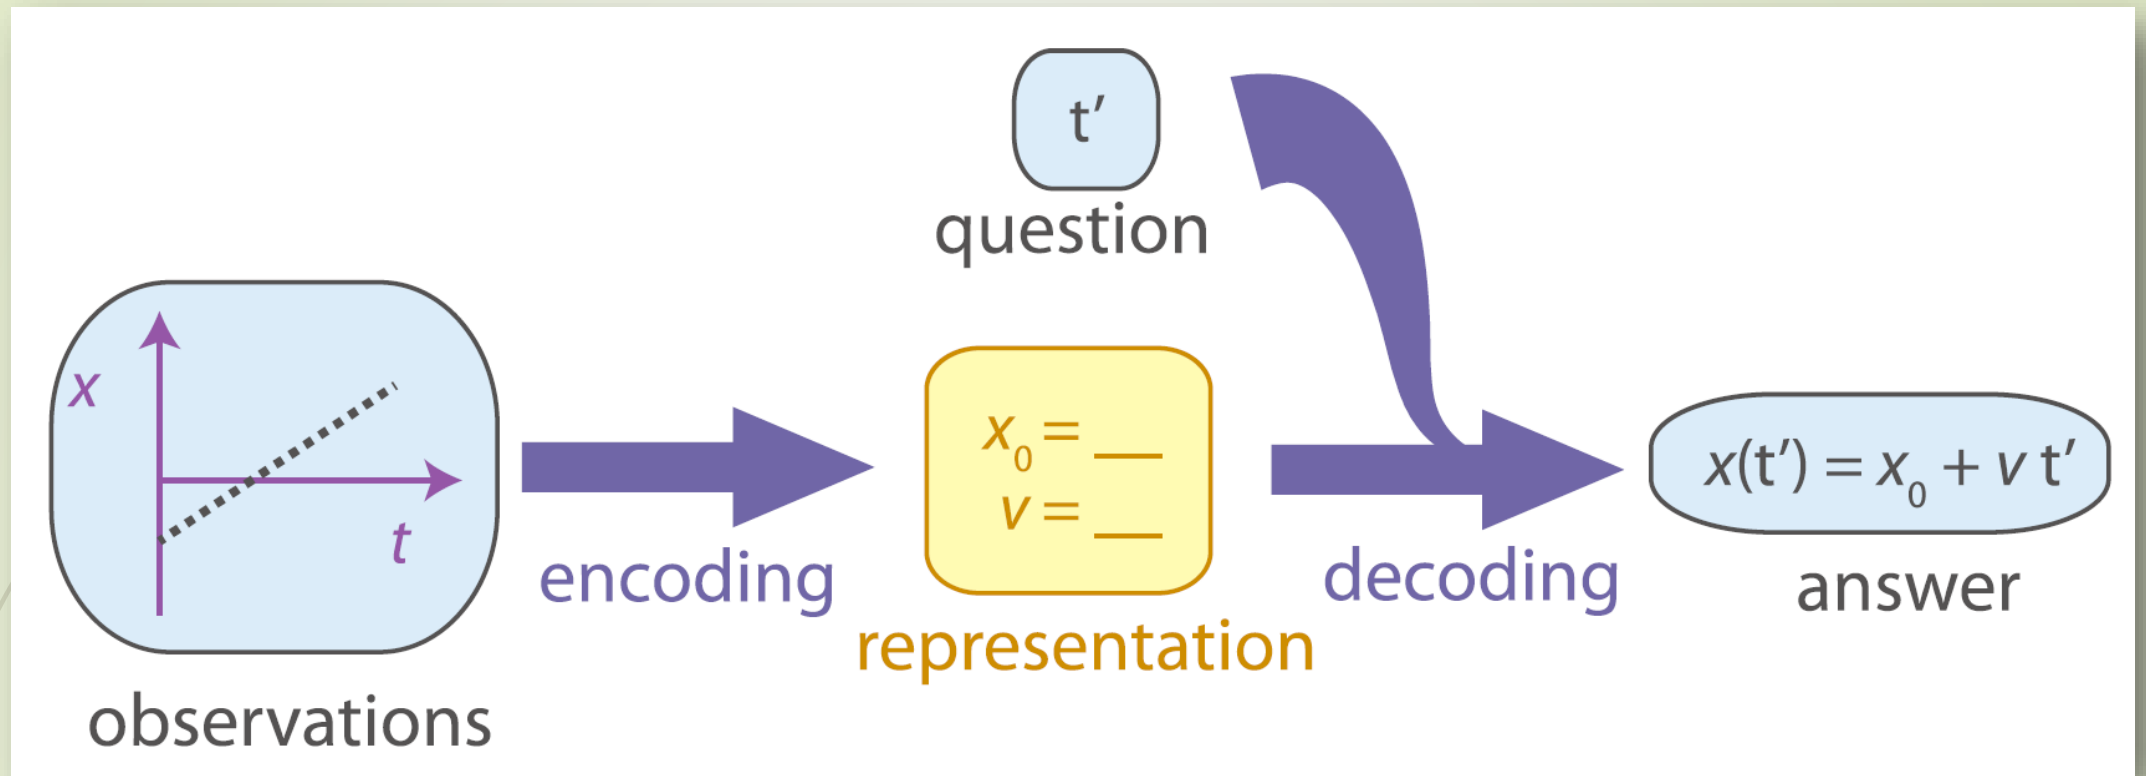 t′
question
x
t
observations
encoding
x₀ = __
v = __
representation
decoding
x(t′) = x₀ + v t′
answer